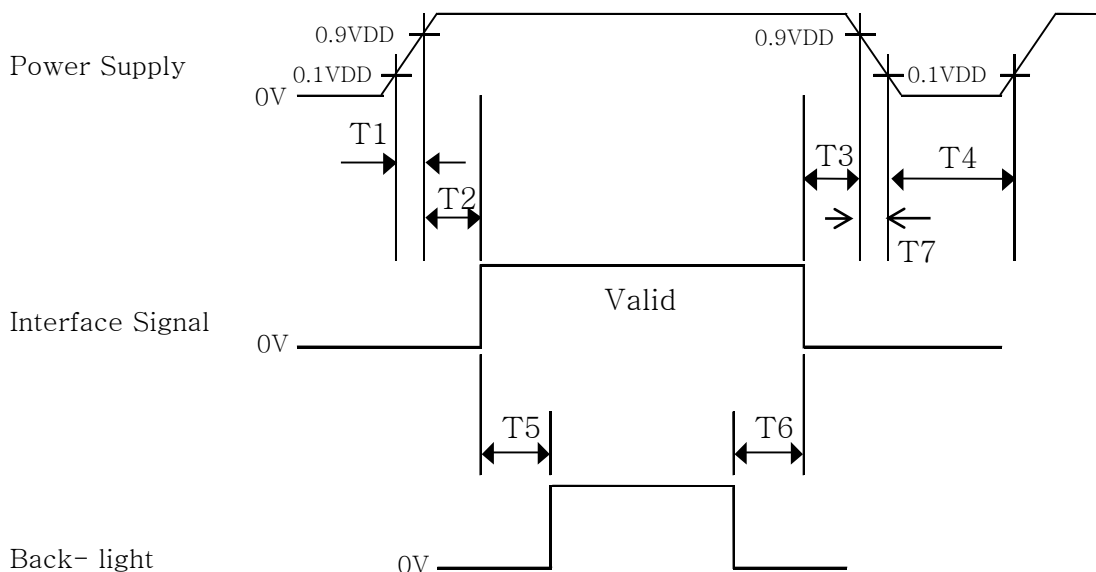 0.9VDD
0.9VDD
Power Supply
0.1VDD
0.1VDD
0V
T1
T3
T4
T2
T7
Valid
Interface Signal
0V
T5
T6
Back- light
0V